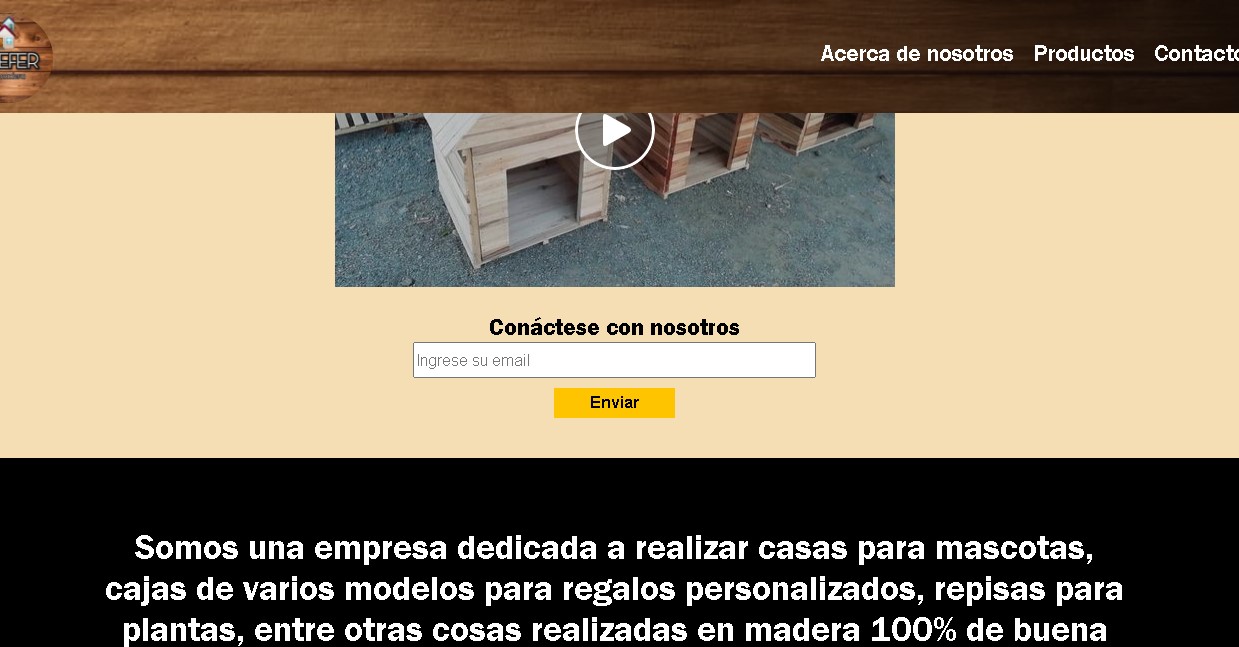 Acerca de nosotros Productos Contacto
Conáctese con nosotros
Ingrese su email
Enviar
Somos una empresa dedicada a realizar casas para mascotas,
cajas de varios modelos para regalos personalizados, repisas para
plantas, entre otras cosas realizadas en madera 100% de buena